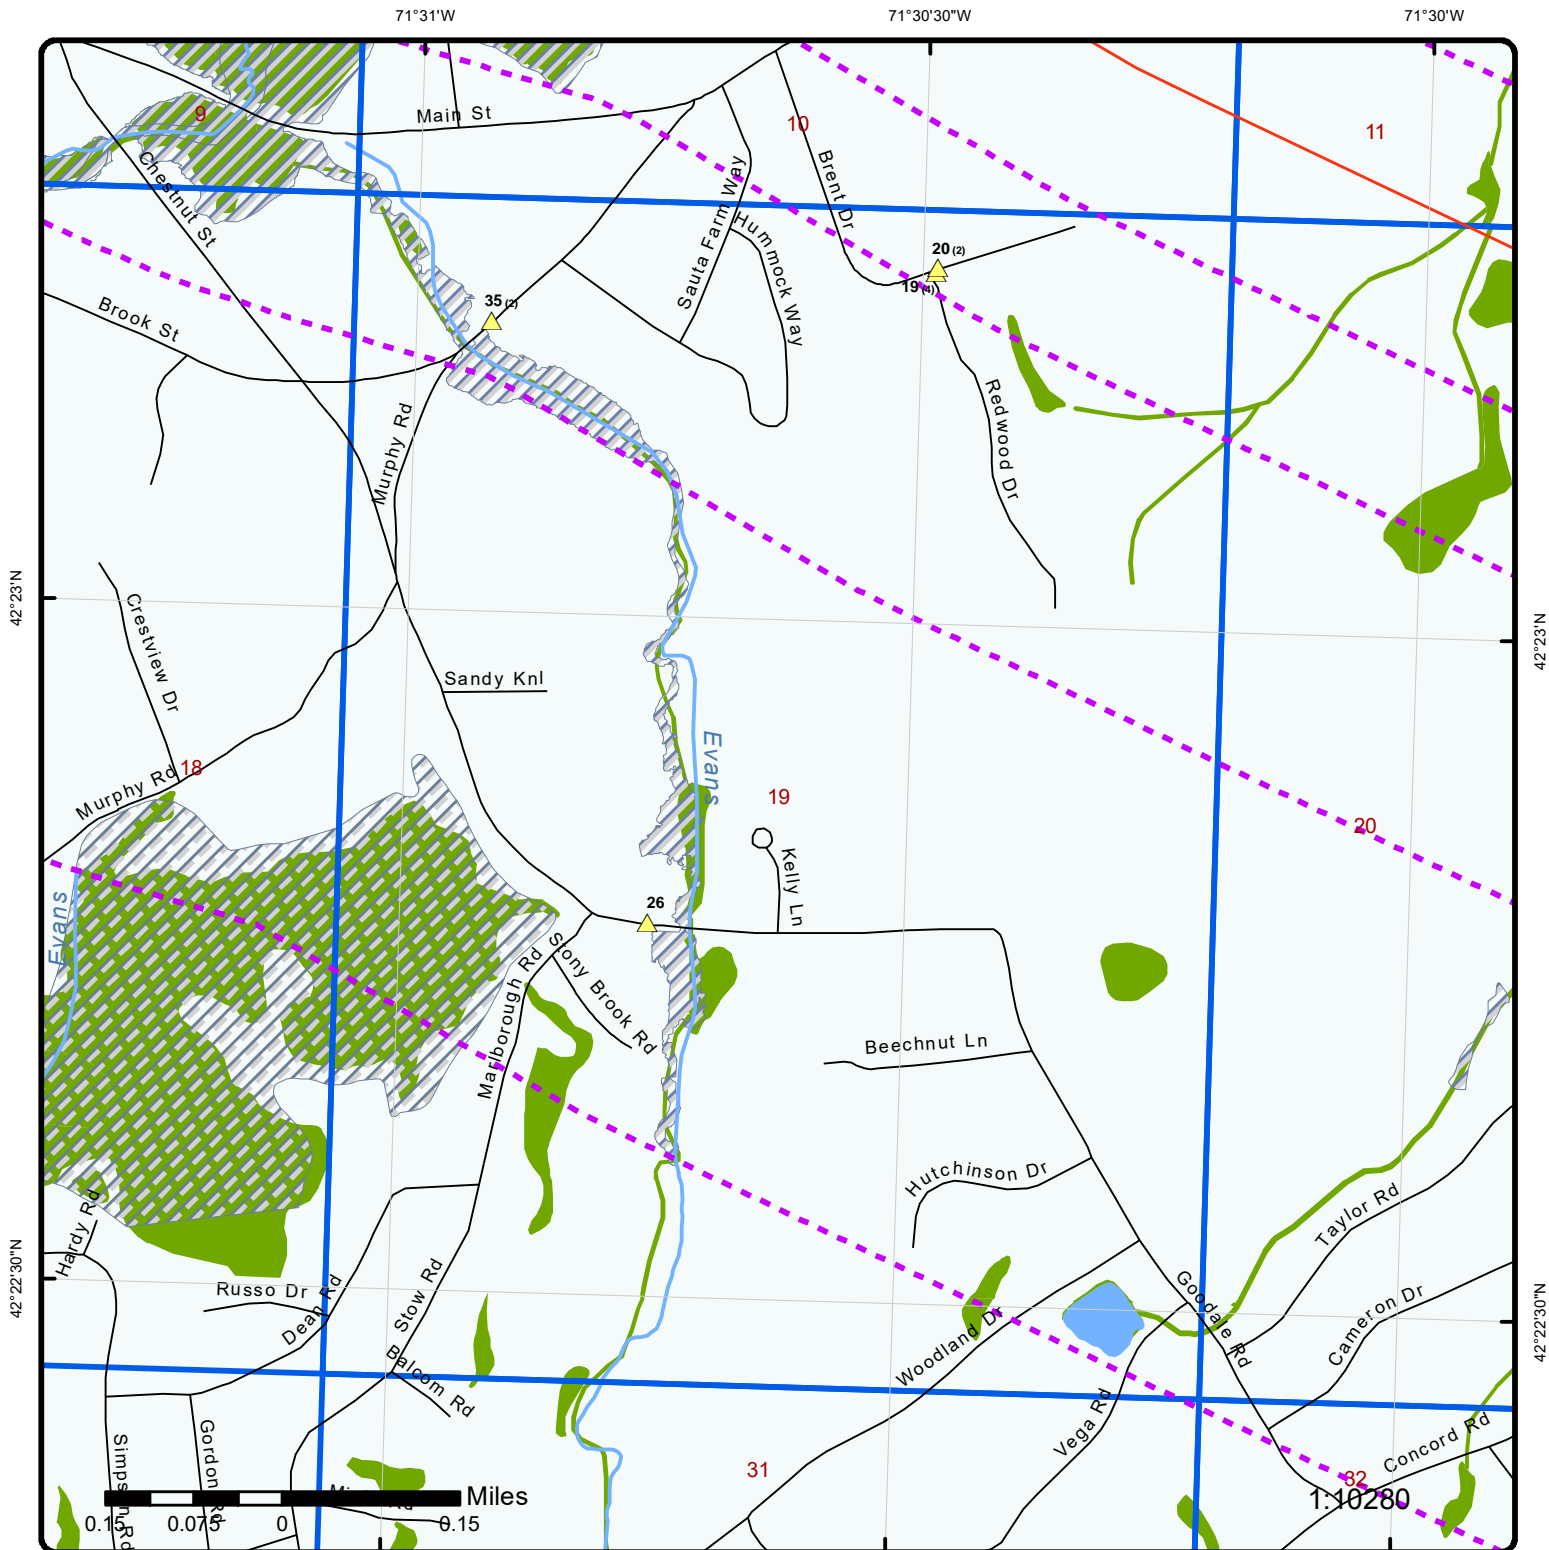 71°31'W
71°30'30"W
71°30'W
9
Main St
10
11
Chestnut St
Brent Dr
Sauta Farm Way
Hummock Way
20 (2)
19 (4)
35 (2)
Brook St
Murphy Rd
Redwood Dr
42°23'N
42°23'N
Crestview Dr
Sandy Knl
Evans
Murphy Rd
18
19
20
Kelly Ln
Evans
26
Stony Brook Rd
Marlborough Rd
Beechnut Ln
Hutchinson Dr
Taylor Rd
Hardy Rd
42°22'30"N
42°22'30"N
Russo Dr
Dean Rd
Stow Rd
Goodale Rd
Cameron Dr
Woodland Dr
Balcom Rd
Vega Rd
Concord Rd
Gordon Rd
31
32
Miles
1:10280
0.15
0.075
0
0.15